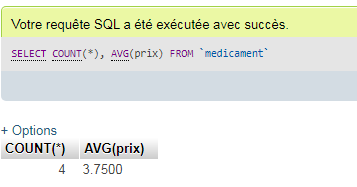 Votre requête SQL a été exécutée avec succès.
SELECT COUNT(*), AVG(prix) FROM `medicament`
+ Options
COUNT(*) AVG(prix)
4 3.7500